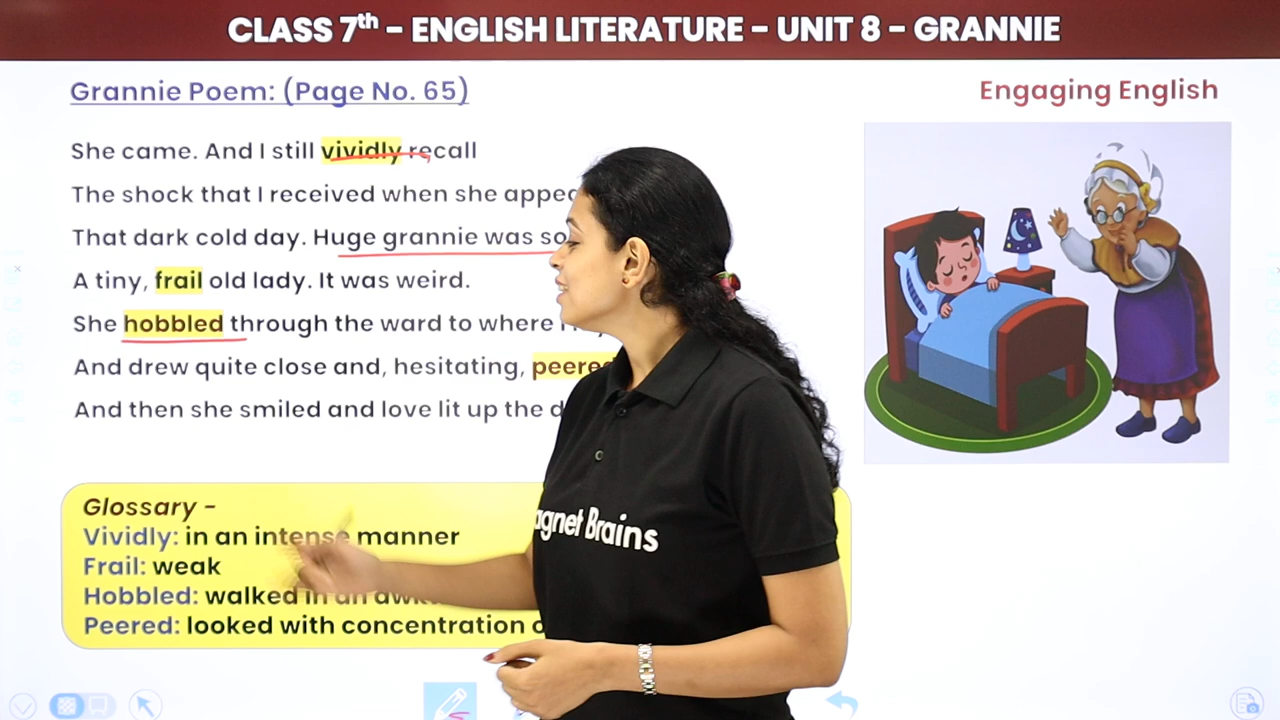 CLASS 7th - ENGLISH LITERATURE - UNIT 8 - GRANNIE
Grannie Poem: (Page No. 65)
Engaging English
She came. And I still vividly recall
The shock that I received when she
That dark cold day. Huge grannie was so
A tiny, frail old lady. It was weird.
She hobbled through the ward to where
And drew quite close and, hesitating,
And then she smiled and love lit up the
Glossary -
Vividly: in an intense manner
Frail: weak
Hobbled: walked in an
Peered: looked with concentration
Brains